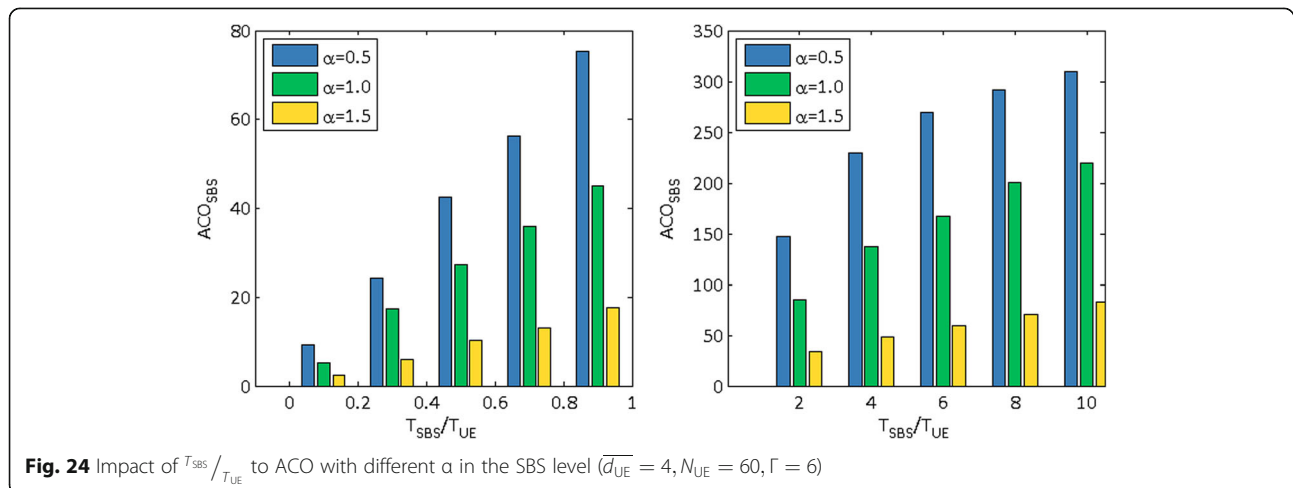 80
60
40
20
0
ACO_SBS
α=0.5
α=1.0
α=1.5
0 0.2 0.4 0.6 0.8 1
T_SBS/T_UE
350
300
250
200
150
100
50
0
ACO_SBS
α=0.5
α=1.0
α=1.5
2 4 6 8 10
T_SBS/T_UE
Fig. 24 Impact of T_SBS/T_UE to ACO with different α in the SBS level (\overline{d_UE} = 4, N_UE = 60, Γ = 6)